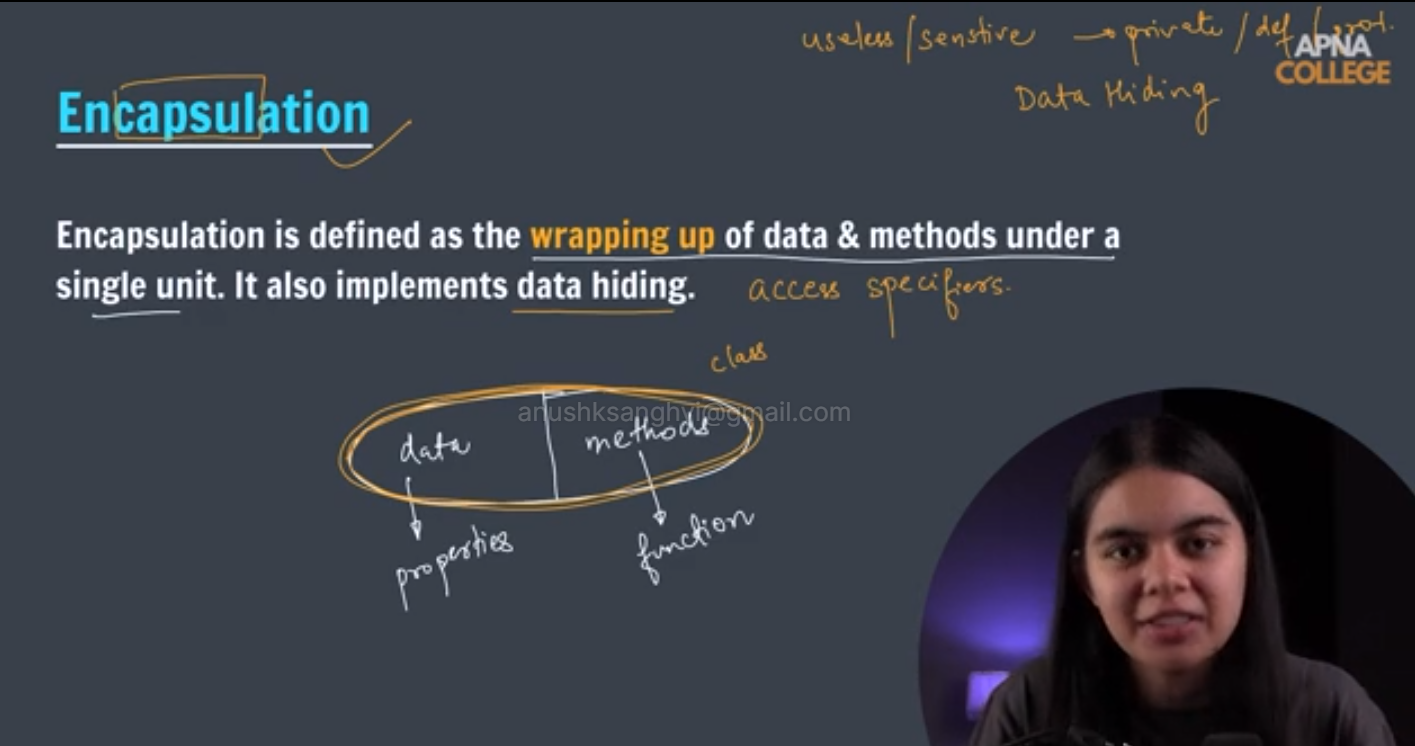 useless/senstive → private / def / prot.
APNA
COLLEGE
Data Hiding
Encapsulation
Encapsulation is defined as the wrapping up of data & methods under a
single unit. It also implements data hiding.
access specifiers.
class
anushksanghvi@gmail.com
data
methods
properties
function